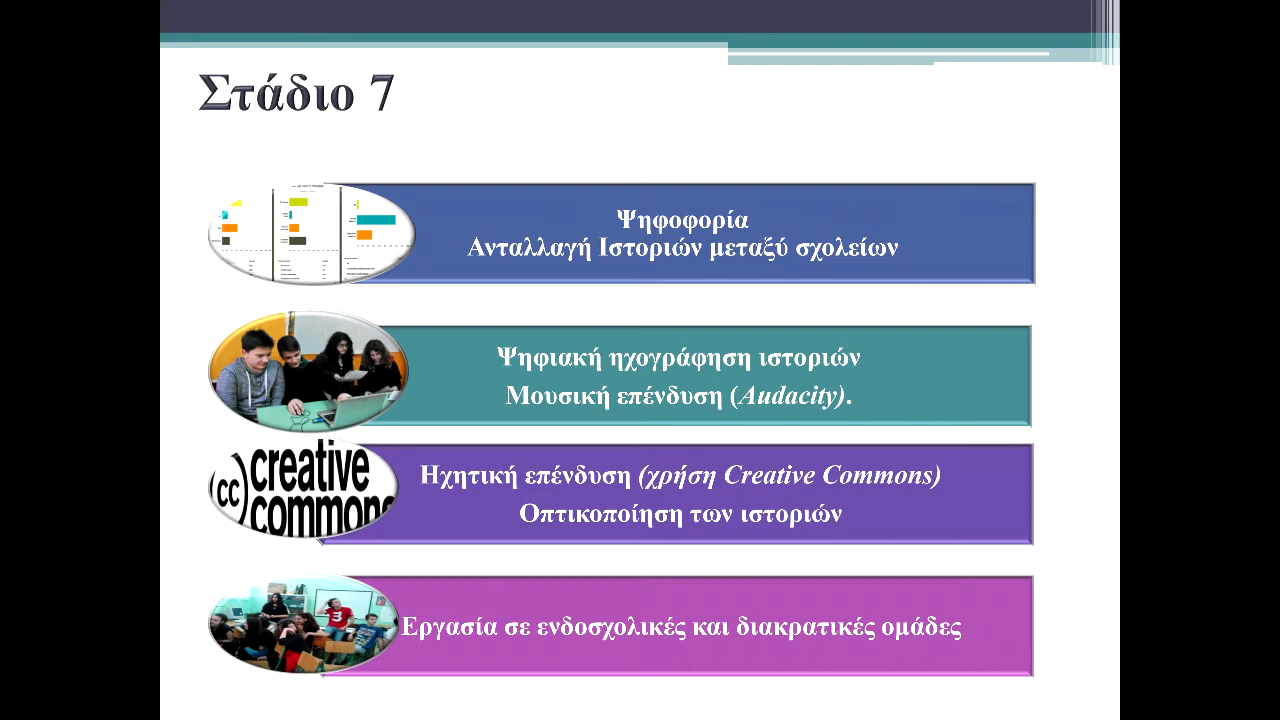 Στάδιο 7
Ψηφοφορία
Ανταλλαγή Ιστοριών μεταξύ σχολείων
Ψηφιακή ηχογράφηση ιστοριών
Μουσική επένδυση (Audacity).
creative
cc
commons
Ηχητική επένδυση (χρήση Creative Commons)
Οπτικοποίηση των ιστοριών
Εργασία σε ενδοσχολικές και διακρατικές ομάδες